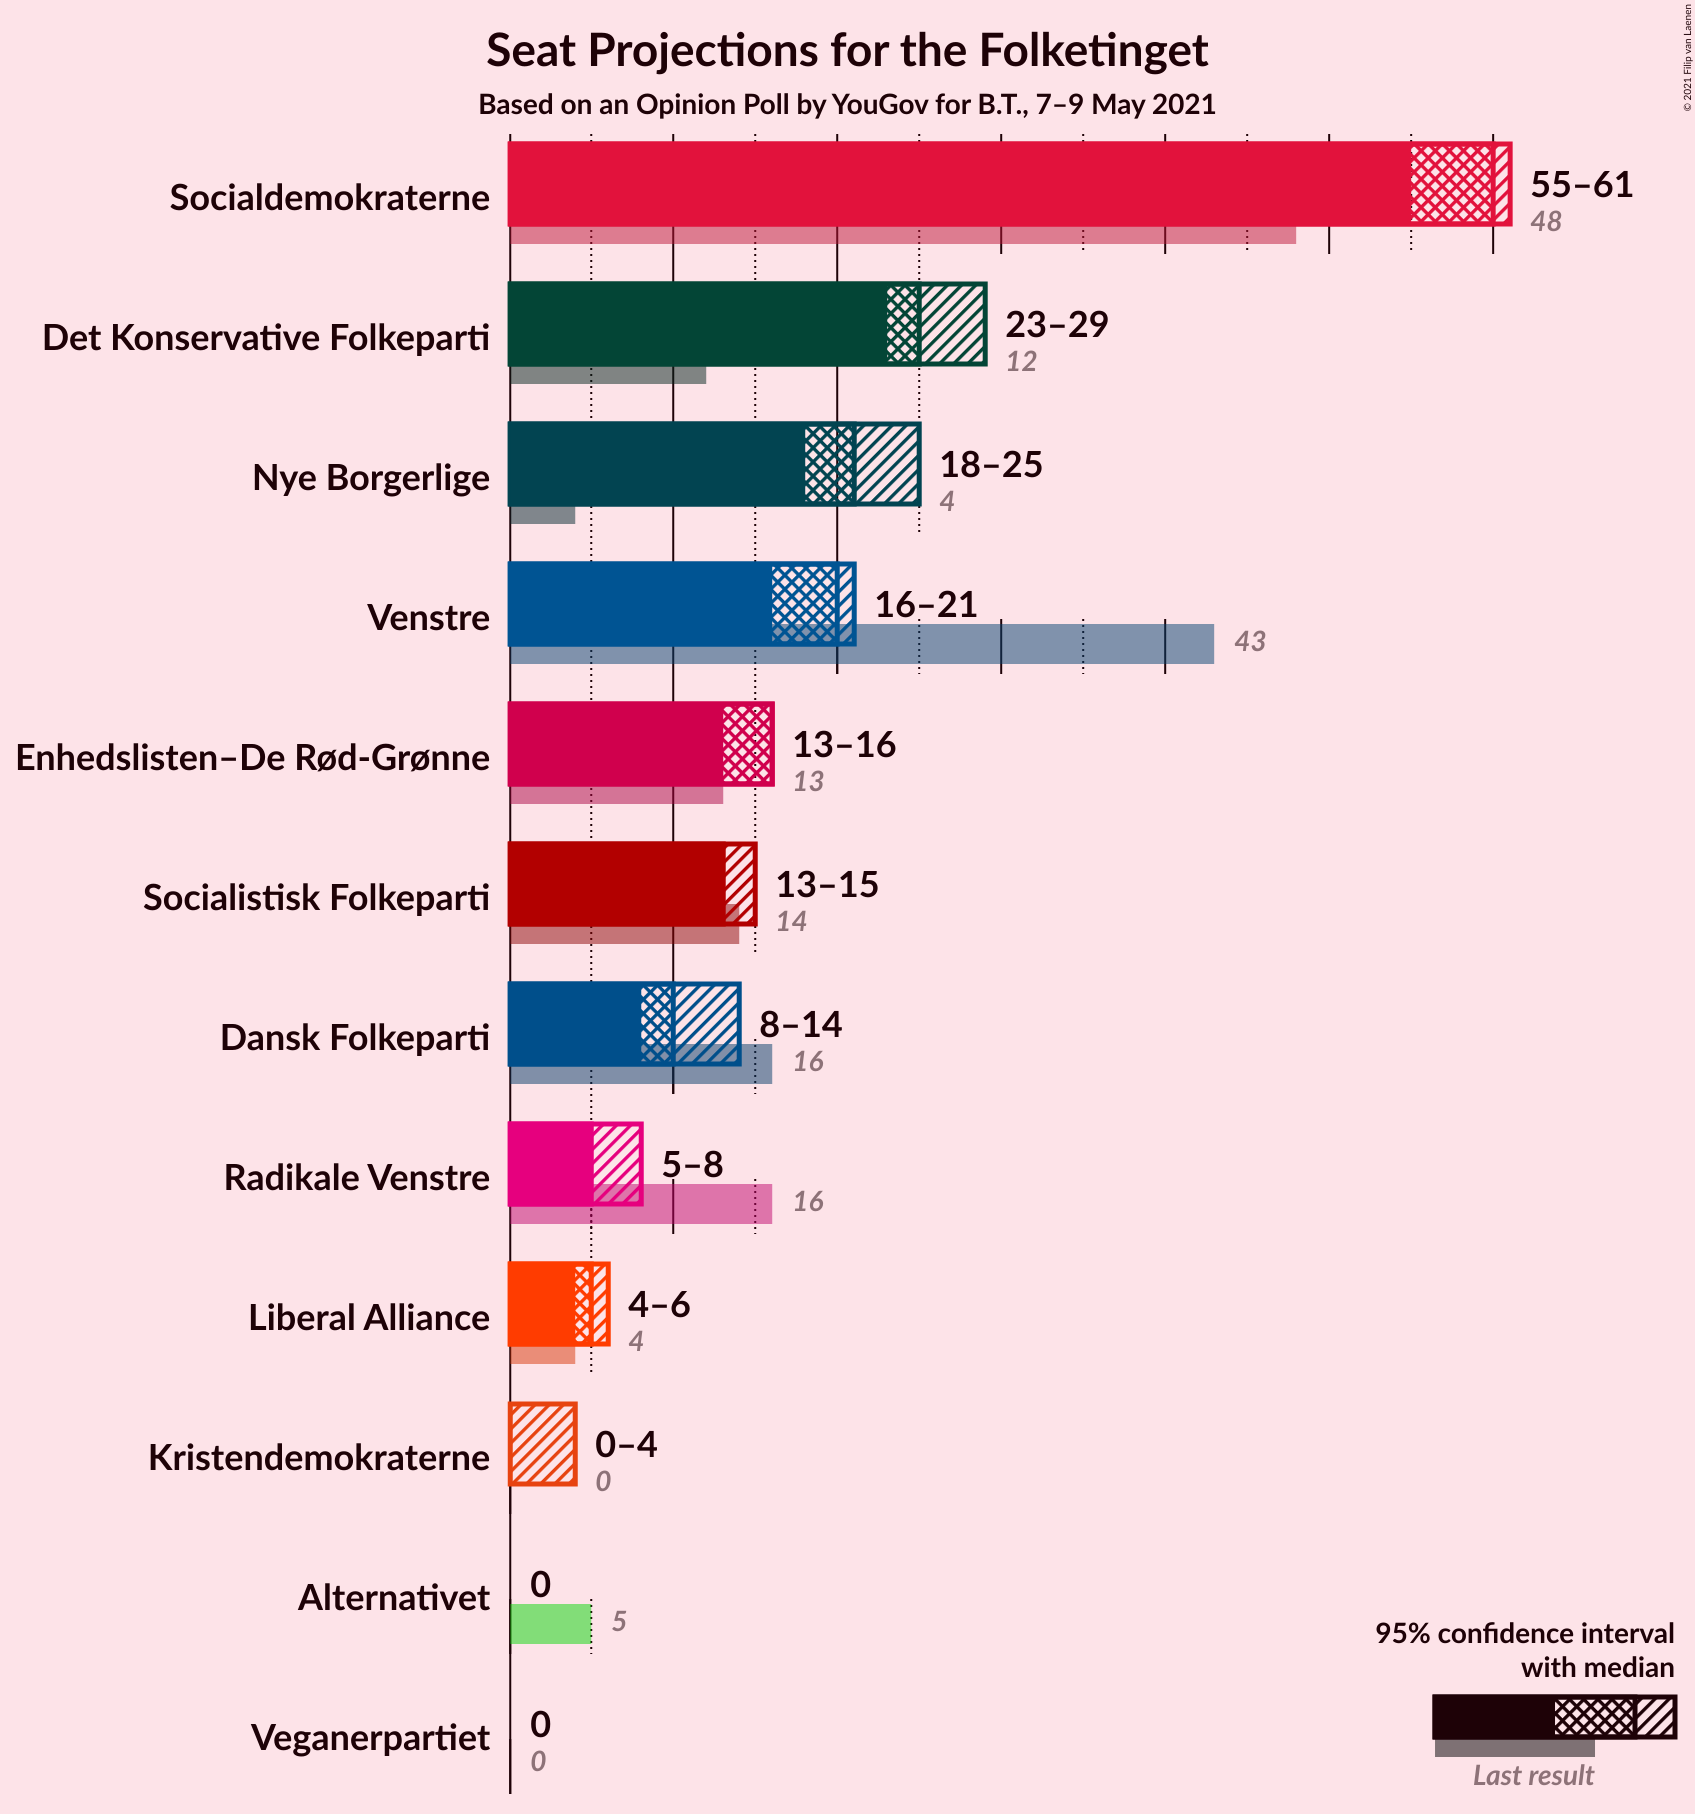 Seat Projections for the Folketinget
Based on an Opinion Poll by YouGov for B.T., 7–9 May 2021
© 2021 Filip van Laenen
Socialdemokraterne
55–61
48
Det Konservative Folkeparti
23–29
12
Nye Borgerlige
18–25
4
Venstre
16–21
43
Enhedslisten–De Rød-Grønne
13–16
13
Socialistisk Folkeparti
13–15
14
Dansk Folkeparti
8–14
16
Radikale Venstre
5–8
16
Liberal Alliance
4–6
4
Kristendemokraterne
0–4
0
Alternativet
0
5
Veganerpartiet
0
0
95% confidence interval
with median
Last result